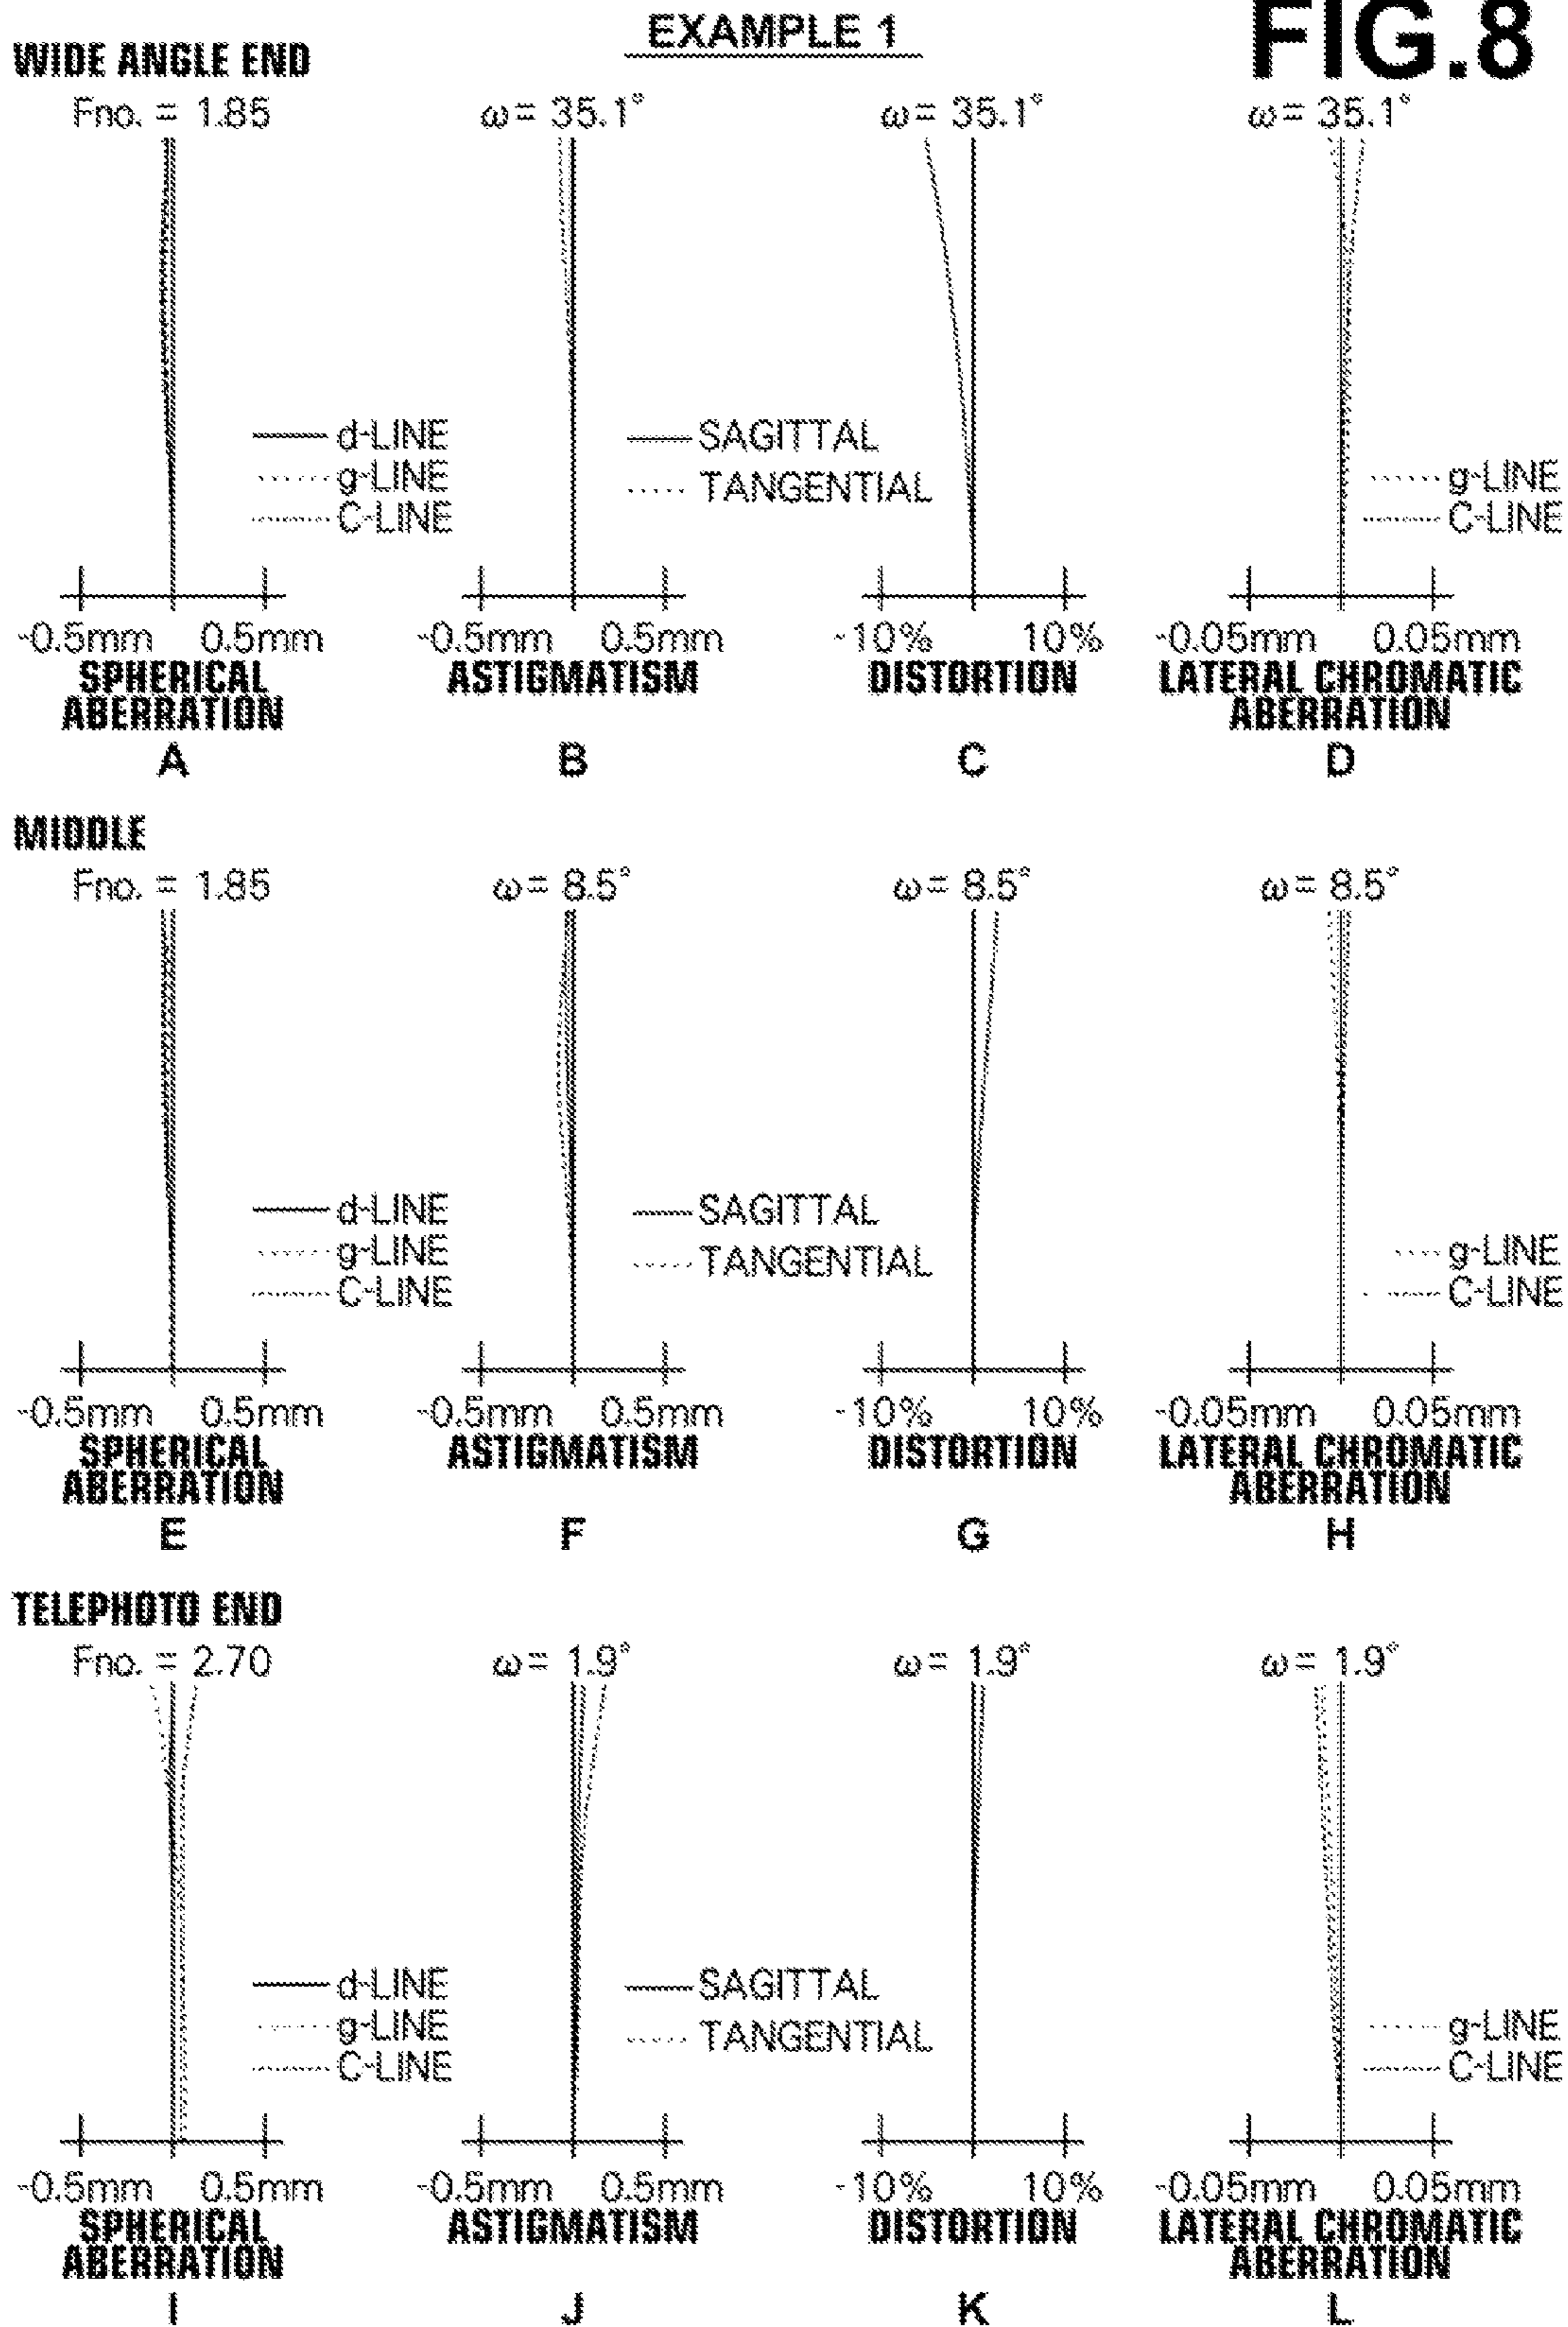 EXAMPLE 1
FIG.8
WIDE ANGLE END
Fno. = 1.85
ω= 35.1°
ω= 35.1°
ω= 35.1°
d-LINE
g-LINE
C-LINE
SAGITTAL
TANGENTIAL
g-LINE
C-LINE
-0.5mm 0.5mm
-0.5mm 0.5mm
-10% 10%
-0.05mm 0.05mm
SPHERICAL
ABERRATION
ASTIGMATISM
DISTORTION
LATERAL CHROMATIC
ABERRATION
A
B
C
D
MIDDLE
Fno. = 1.85
ω= 8.5°
ω= 8.5°
ω= 8.5°
d-LINE
g-LINE
C-LINE
SAGITTAL
TANGENTIAL
g-LINE
C-LINE
-0.5mm 0.5mm
-0.5mm 0.5mm
-10% 10%
-0.05mm 0.05mm
SPHERICAL
ABERRATION
ASTIGMATISM
DISTORTION
LATERAL CHROMATIC
ABERRATION
E
F
G
H
TELEPHOTO END
Fno. = 2.70
ω= 1.9°
ω= 1.9°
ω= 1.9°
d-LINE
g-LINE
C-LINE
SAGITTAL
TANGENTIAL
g-LINE
C-LINE
-0.5mm 0.5mm
-0.5mm 0.5mm
-10% 10%
-0.05mm 0.05mm
SPHERICAL
ABERRATION
ASTIGMATISM
DISTORTION
LATERAL CHROMATIC
ABERRATION
I
J
K
L